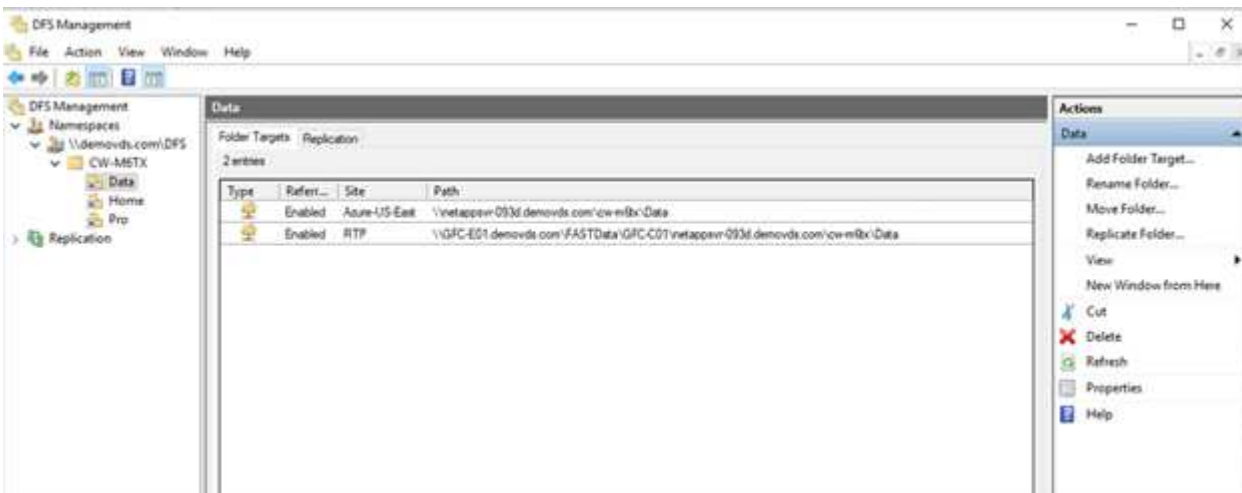 DFS Management
File Action View Window Help
DFS Management
Namespaces
\\demovds.com\DFS
CW-M6TX
Data
Home
Pro
Replication
Data
Folder Targets Replication
2 entries
Type Referr... Site Path
Enabled Azure-US-East \\netappsvr-093d.demovds.com\cw-m6tx\Data
Enabled RTP \\GFC-E01.demovds.com\FASTData\GFC-C01\netappsvr-093d.demovds.com\cw-m6tx\Data
Actions
Data
Add Folder Target...
Rename Folder...
Move Folder...
Replicate Folder...
View
New Window from Here
Cut
Delete
Refresh
Properties
Help